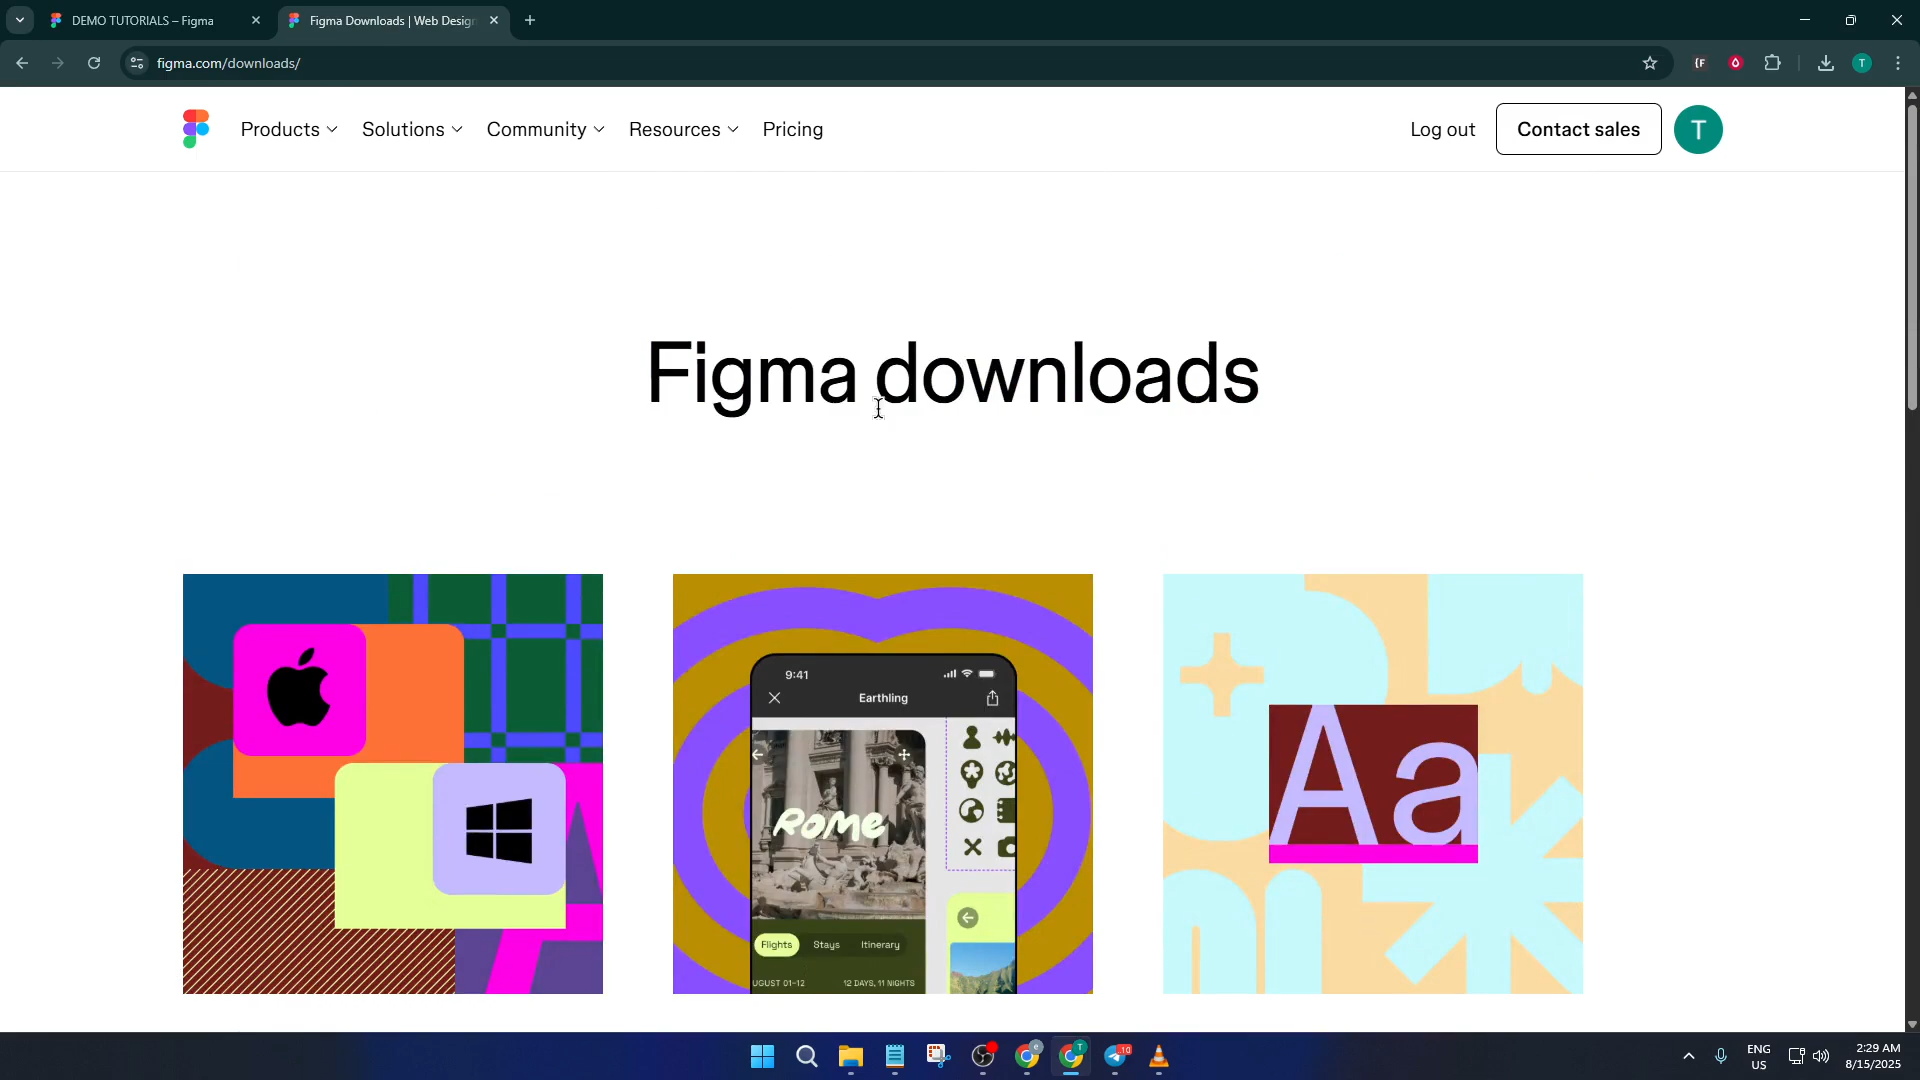 DEMO TUTORIALS – Figma
Figma Downloads | Web Design
figma.com/downloads/
T
Products
Solutions
Community
Resources
Pricing
Log out
Contact sales
T
Figma downloads
9:41
Earthling
ROME
Flights
Stays
Itinerary
UGUST 01–12
12 DAYS, 11 NIGHTS
Aa
10
T
ENG
US
2:29 AM
8/15/2025